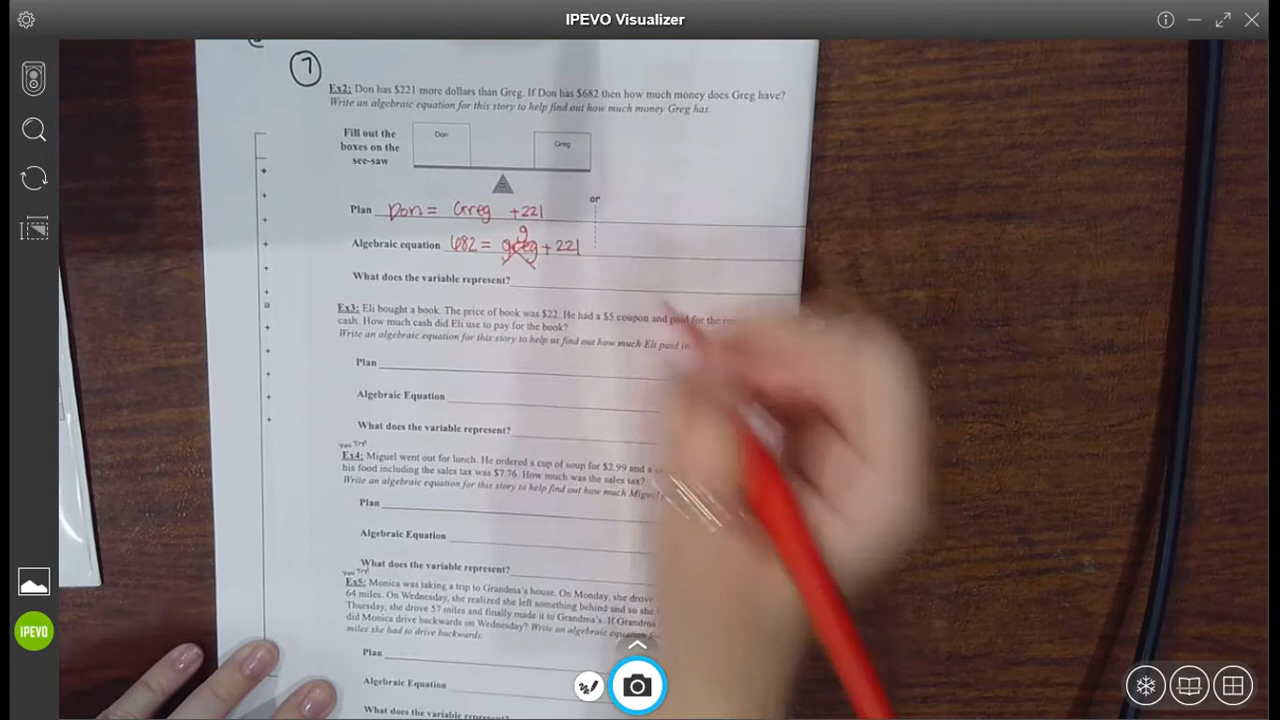 IPEVO Visualizer
7
Ex2: Don has $221 more dollars than Greg. If Don has $682 then how much money does Greg have?
Write an algebraic equation for this story to help find out how much money Greg has.
Fill out the
boxes on the
see-saw
Don
Greg
or
Plan Don = Greg +221
g
Algebraic equation 682 = greg + 221
What does the variable represent?
Ex3: Eli bought a book. The price of book was $22. He had a $5 coupon and paid for the
cash. How much cash did Eli use to pay for the book?
Write an algebraic equation for this story to help us find out how much Eli paid in
Plan
Algebraic Equation
What does the variable represent?
You Try!
Ex4: Miguel went out for lunch. He ordered a cup of soup for $2.99 and a
his food including the sales tax was $7.76. How much was the sales tax?
Write an algebraic equation for this story to help find out how much Miguel
Plan
Algebraic Equation
What does the variable represent?
You Try!
Ex5: Monica was taking a trip to Grandma's house. On Monday, she drove
64 miles. On Wednesday, she realized she left something behind and so she
Thursday, she drove 57 miles and finally made it to Grandma's. If Grandma
did Monica drive backwards on Wednesday? Write an algebraic equation
miles she had to drive backwards.
Plan
Algebraic Equation
What does the variable represent?
IPEVO